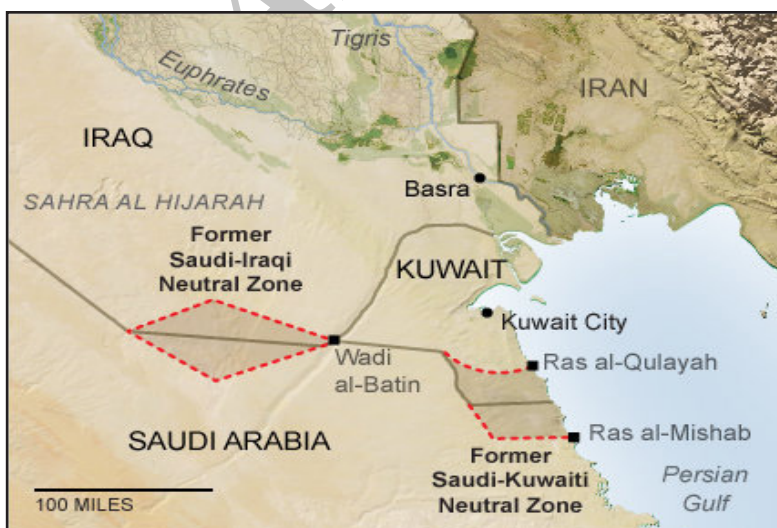 Tigris
Euphrates
IRAN
IRAQ
Basra
SAHRA AL HIJARAH
Former
Saudi-Iraqi
Neutral Zone
KUWAIT
Kuwait City
Wadi
al-Batin
Ras al-Qulayah
SAUDI ARABIA
Ras al-Mishab
Former
Saudi-Kuwaiti
Neutral Zone
Persian
Gulf
100 MILES